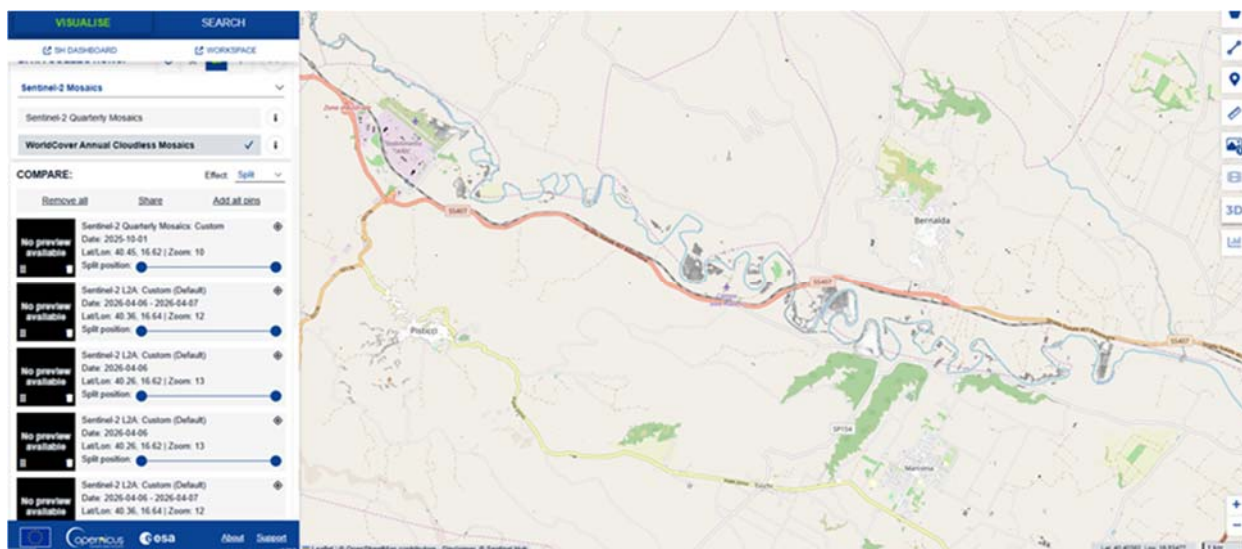 VISUALISE
SEARCH
SH DASHBOARD
WORKSPACE
Sentinel-2 Mosaics
Sentinel-2 Quarterly Mosaics
WorldCover Annual Cloudless Mosaics
COMPARE:
Effect: Split
Remove all
Share
Add all pins
No preview available
Sentinel-2 Quarterly Mosaics: Custom
Date: 2025-10-01
Lat/Lon: 40.45, 16.62 | Zoom: 10
Split position:
No preview available
Sentinel-2 L2A: Custom (Default)
Date: 2026-04-06 - 2026-04-07
Lat/Lon: 40.36, 16.64 | Zoom: 12
Split position:
No preview available
Sentinel-2 L2A: Custom (Default)
Date: 2026-04-06
Lat/Lon: 40.26, 16.62 | Zoom: 13
Split position:
No preview available
Sentinel-2 L2A: Custom (Default)
Date: 2026-04-06
Lat/Lon: 40.26, 16.62 | Zoom: 13
Split position:
No preview available
Sentinel-2 L2A: Custom (Default)
Date: 2026-04-06 - 2026-04-07
Lat/Lon: 40.36, 16.64 | Zoom: 12
opernicus
esa
About
Support
SS407
Bernalda
SS407
SS407
Pisticci
SP154
Marconia
3D
1 km